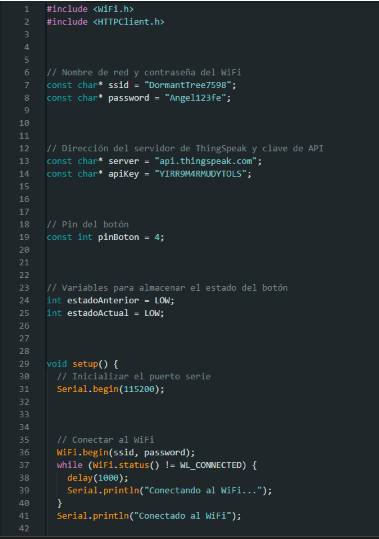 1 #include <WiFi.h>
2 #include <HTTPClient.h>
3
4
5
6 // Nombre de red y contraseña del WiFi
7 const char* ssid = "DormantTree7598";
8 const char* password = "Angel123fe";
9
10
11
12 // Dirección del servidor de ThingSpeak y clave de API
13 const char* server = "api.thingspeak.com";
14 const char* apiKey = "YIRR9M4RMUDYTOLS";
15
16
17
18 // Pin del botón
19 const int pinBoton = 4;
20
21
22
23 // Variables para almacenar el estado del botón
24 int estadoAnterior = LOW;
25 int estadoActual = LOW;
26
27
28
29 void setup() {
30 // Inicializar el puerto serie
31 Serial.begin(115200);
32
33
34
35 // Conectar al WiFi
36 WiFi.begin(ssid, password);
37 while (WiFi.status() != WL_CONNECTED) {
38 delay(1000);
39 Serial.println("Conectando al WiFi...");
40 }
41 Serial.println("Conectado al WiFi");
42